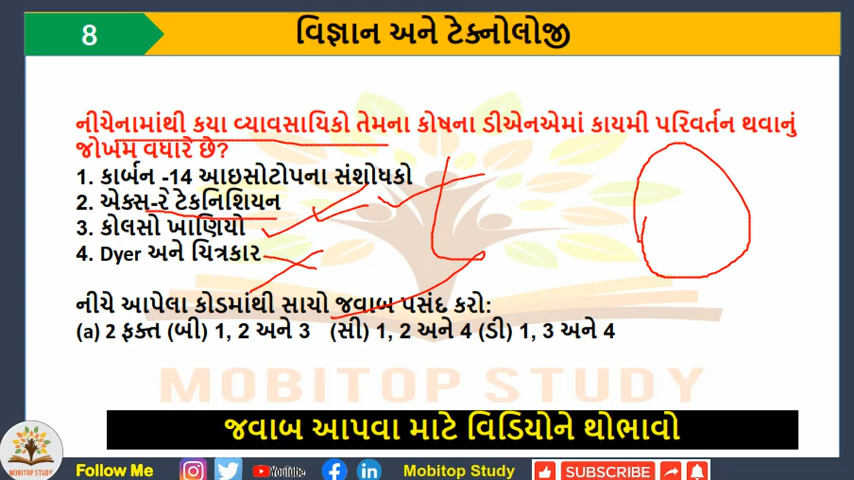 8
વિજ્ઞાન અને ટેકનોલોજી
નીચેનામાંથી કયા વ્યાવસાયિકો તેમના કોષના ડીએનએમાં કાયમી પરિવર્તન થવાનું
જોખમ વધારે છે?
1. કાર્બન -14 આઇસોટોપના સંશોધકો
2. એક્સ-રે ટેકનિશિયન
3. કોલસો ખાણિયો
4. Dyer અને ચિત્રકાર
નીચે આપેલા કોડમાંથી સાચો જવાબ પસંદ કરો:
(a) 2 ફક્ત (બી) 1, 2 અને 3 (સી) 1, 2 અને 4 (ડી) 1, 3 અને 4
MOBITOP STUDY
જવાબ આપવા માટે વિડિયોને થોભાવો
MOBITOP STUDY
Follow Me YouTube Mobitop Study SUBSCRIBE